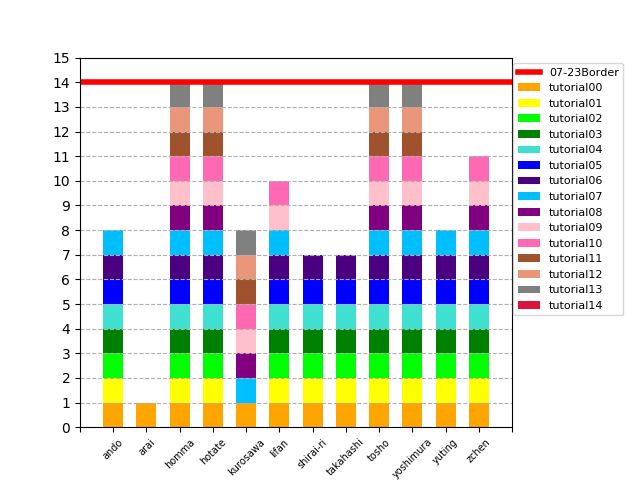 15
14
13
12
11
10
9
8
7
6
5
4
3
2
1
0
ando
arai
homma
hotate
kurosawa
lifan
shirai-ri
takahashi
tosho
yoshimura
yuting
zchen
07-23Border
tutorial00
tutorial01
tutorial02
tutorial03
tutorial04
tutorial05
tutorial06
tutorial07
tutorial08
tutorial09
tutorial10
tutorial11
tutorial12
tutorial13
tutorial14